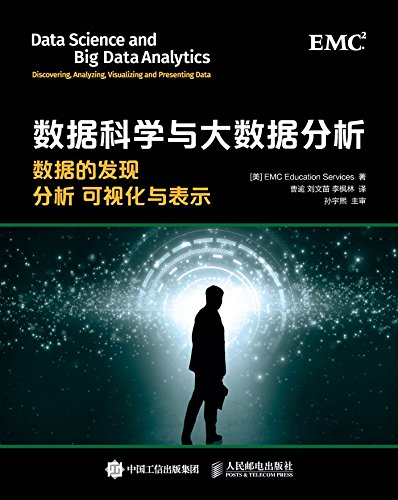 Data Science and
Big Data Analytics
Discovering, Analyzing, Visualizing and Presenting Data
EMC²
数据科学与大数据分析
数据的发现
分析 可视化与表示
[美] EMC Education Services 著
曹逾 刘文苗 李枫林 译
孙宇熙 主审
中国工信出版集团
人民邮电出版社
POSTS & TELECOM PRESS